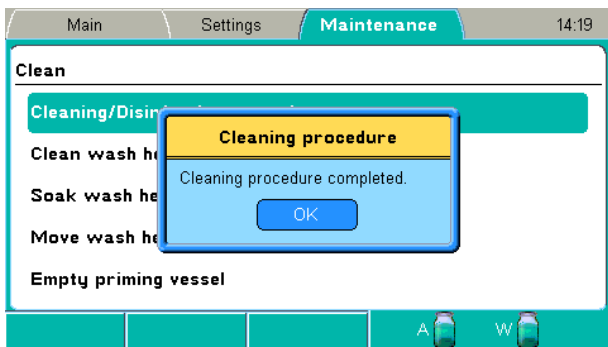 Main Settings Maintenance 14:19
Clean
Cleaning/Disin
Cleaning procedure
Clean wash h
Cleaning procedure completed.
Soak wash he
OK
Move wash he
Empty priming vessel
A W